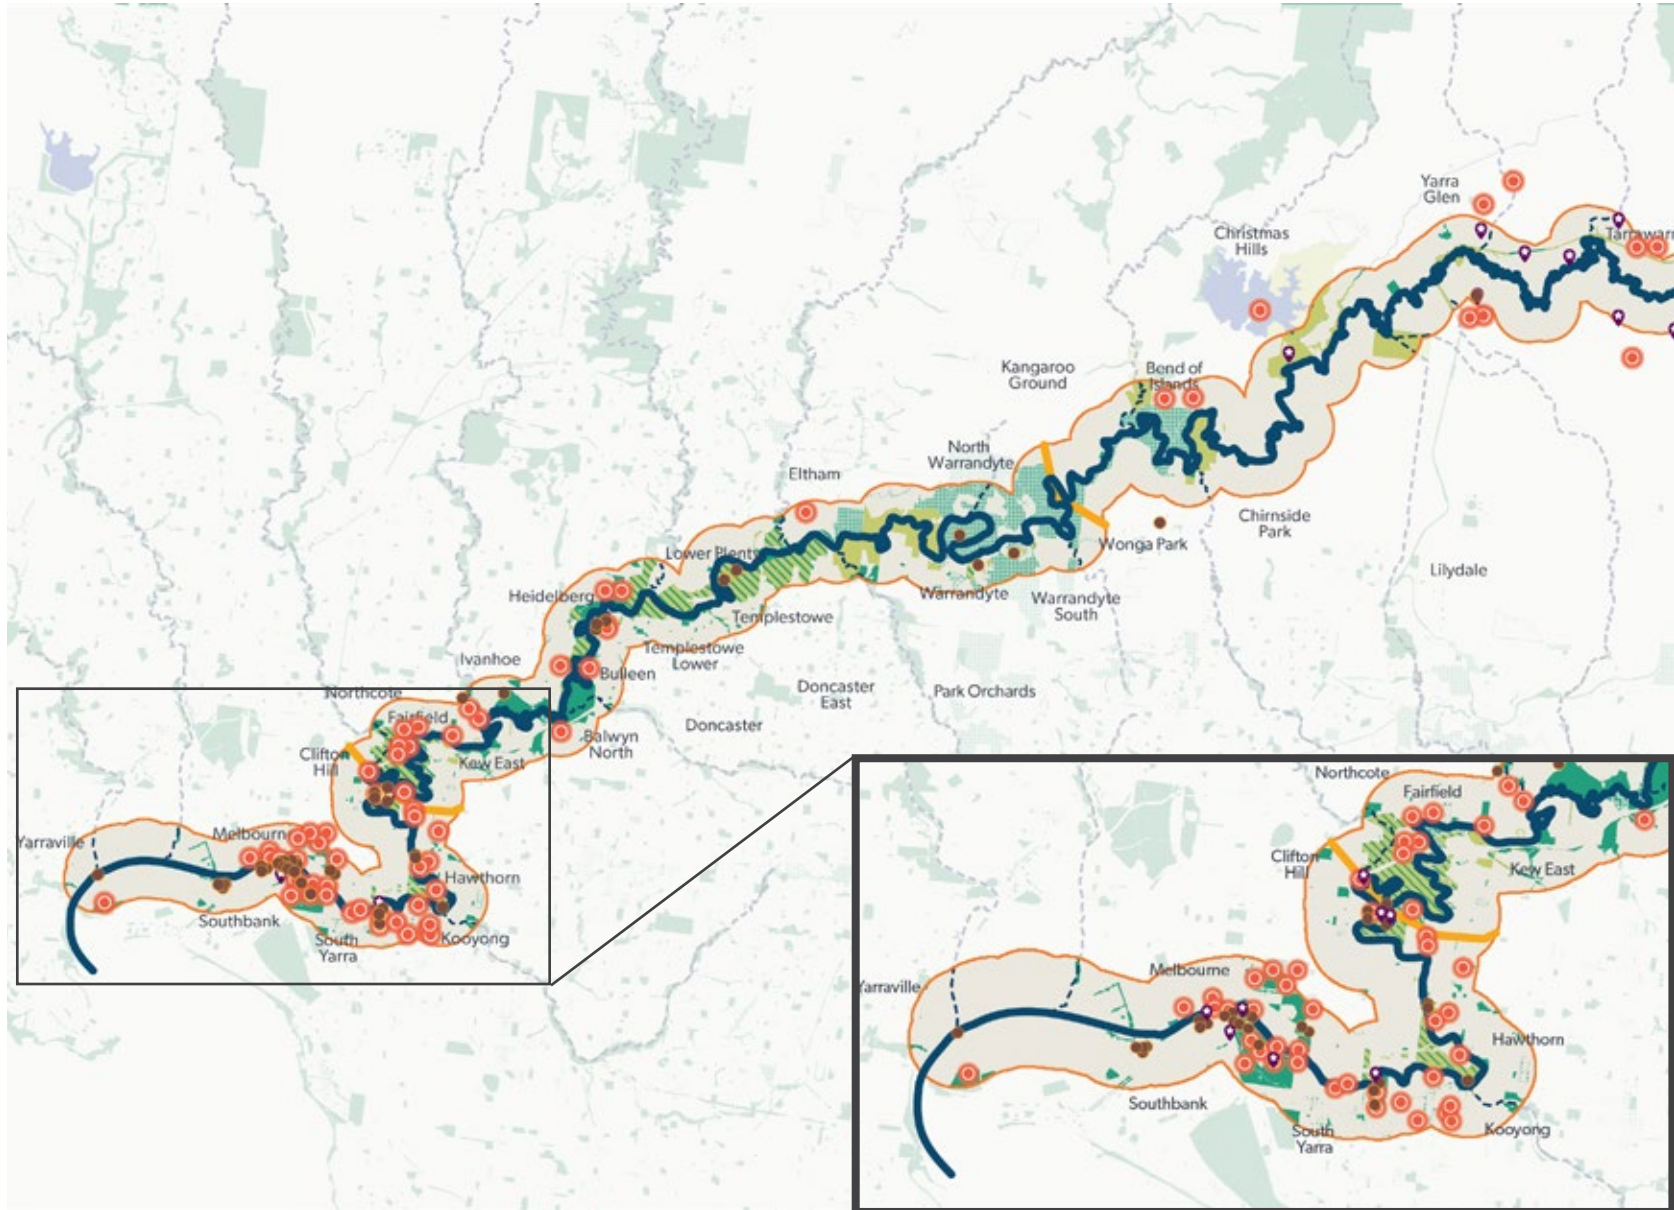 Yarra
Glen
Christmas
Hills
Tarrawarr
Kangaroo
Ground
Bend of
Islands
North
Warrandyte
Eltham
Chirnside
Park
Wonga Park
Lower Plenty
Lilydale
Heidelberg
Warrandyte
Warrandyte
South
Templestowe
Templestowe
Lower
Ivanhoe
Bulleen
Doncaster
East
Park Orchards
Northcote
Fairfield
Doncaster
Balwyn
North
Clifton
Hill
Kew East
Yarraville
Melbourne
Hawthorn
Southbank
South
Yarra
Kooyong
Northcote
Fairfield
Clifton
Hill
Kew East
Melbourne
Yarraville
Hawthorn
Southbank
South
Yarra
Kooyong